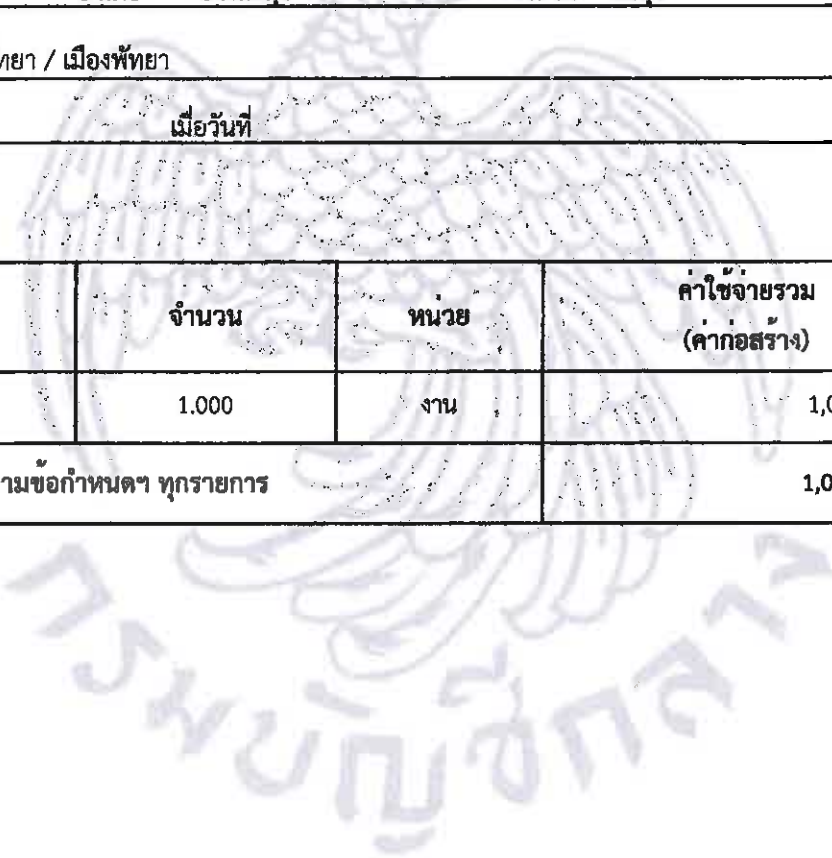 ทยา / เมืองพัทยา
เมื่อวันที่
จำนวน หน่วย ค่าใช้จ่ายรวม
(ค่าก่อสร้าง)
1.000 งาน 1,0
ามข้อกำหนดฯ ทุกรายการ 1,0
กรมบัญชีกลาง